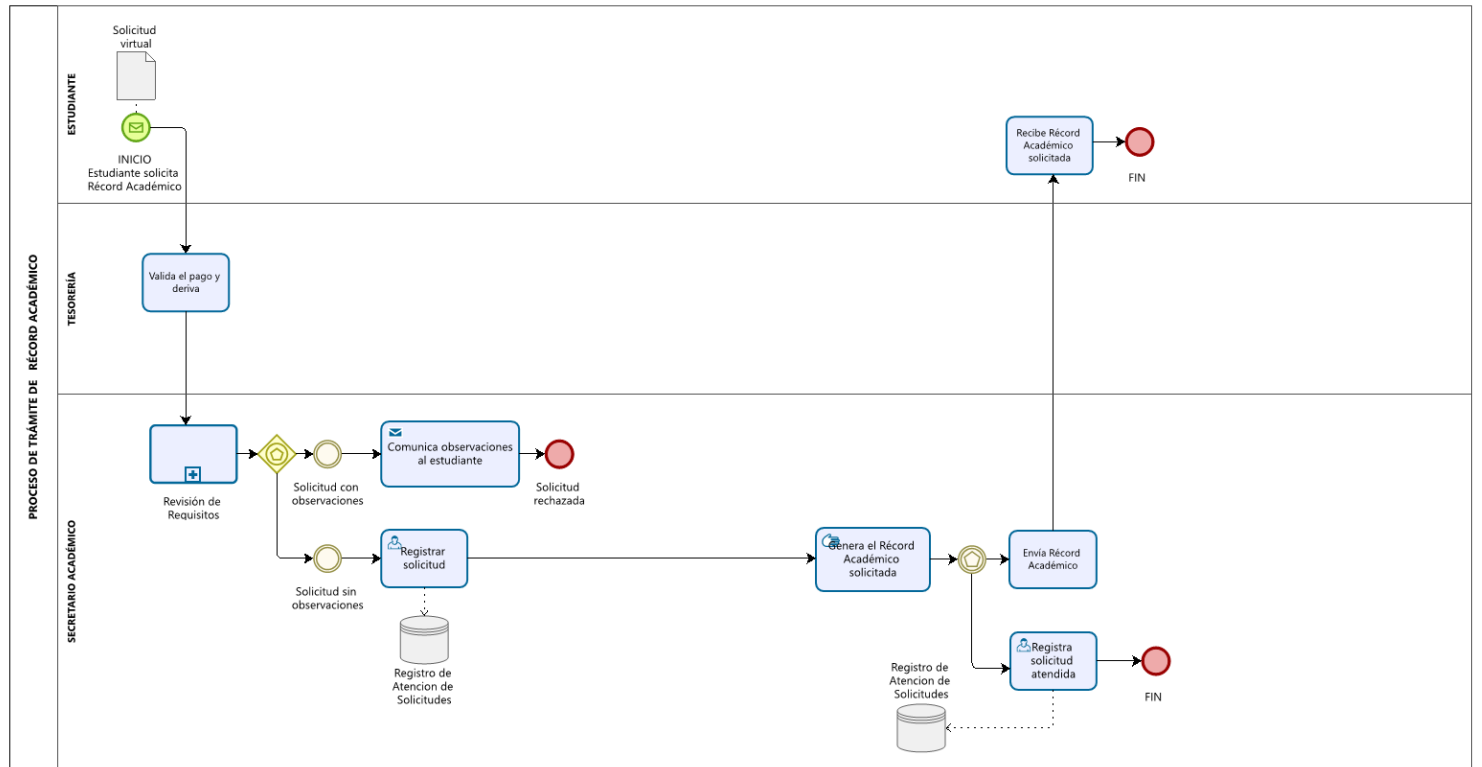 PROCESO DE TRÁMITE DE RÉCORD ACADÉMICO
ESTUDIANTE
Solicitud
virtual
INICIO
Estudiante solicita
Récord Académico
Recibe Récord
Académico
solicitada
FIN
TESORERÍA
Valida el pago y
deriva
SECRETARIO ACADÉMICO
Revisión de
Requisitos
Solicitud con
observaciones
Comunica observaciones
al estudiante
Solicitud
rechazada
Solicitud sin
observaciones
Registrar
solicitud
Registro de
Atencion de
Solicitudes
Genera el Récord
Académico
solicitada
Envía Récord
Académico
Registra
solicitud
atendida
FIN
Registro de
Atencion de
Solicitudes